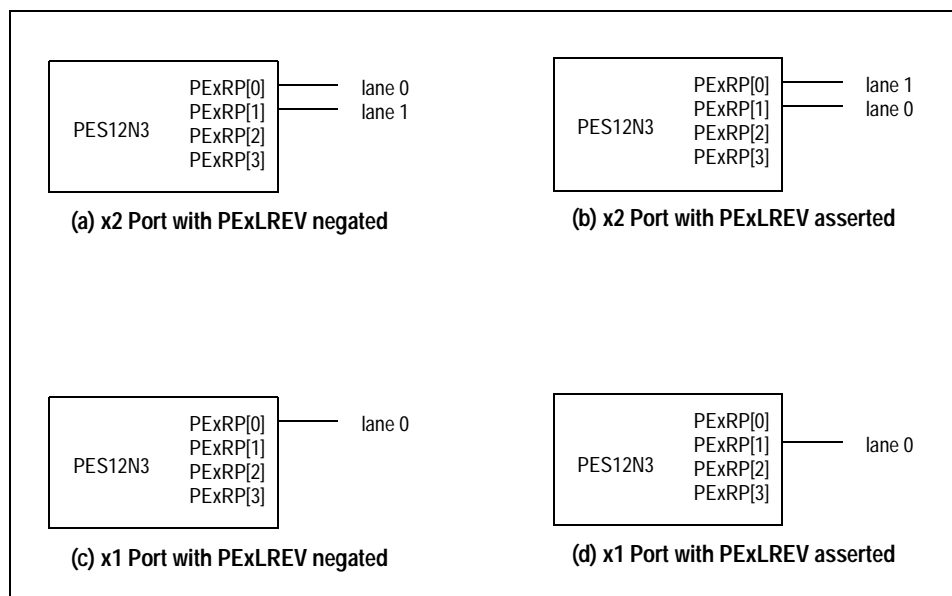 PES12N3
PExRP[0]
PExRP[1]
PExRP[2]
PExRP[3]
lane 0
lane 1
(a) x2 Port with PExLREV negated
PES12N3
PExRP[0]
PExRP[1]
PExRP[2]
PExRP[3]
lane 1
lane 0
(b) x2 Port with PExLREV asserted
PES12N3
PExRP[0]
PExRP[1]
PExRP[2]
PExRP[3]
lane 0
(c) x1 Port with PExLREV negated
PES12N3
PExRP[0]
PExRP[1]
PExRP[2]
PExRP[3]
lane 0
(d) x1 Port with PExLREV asserted